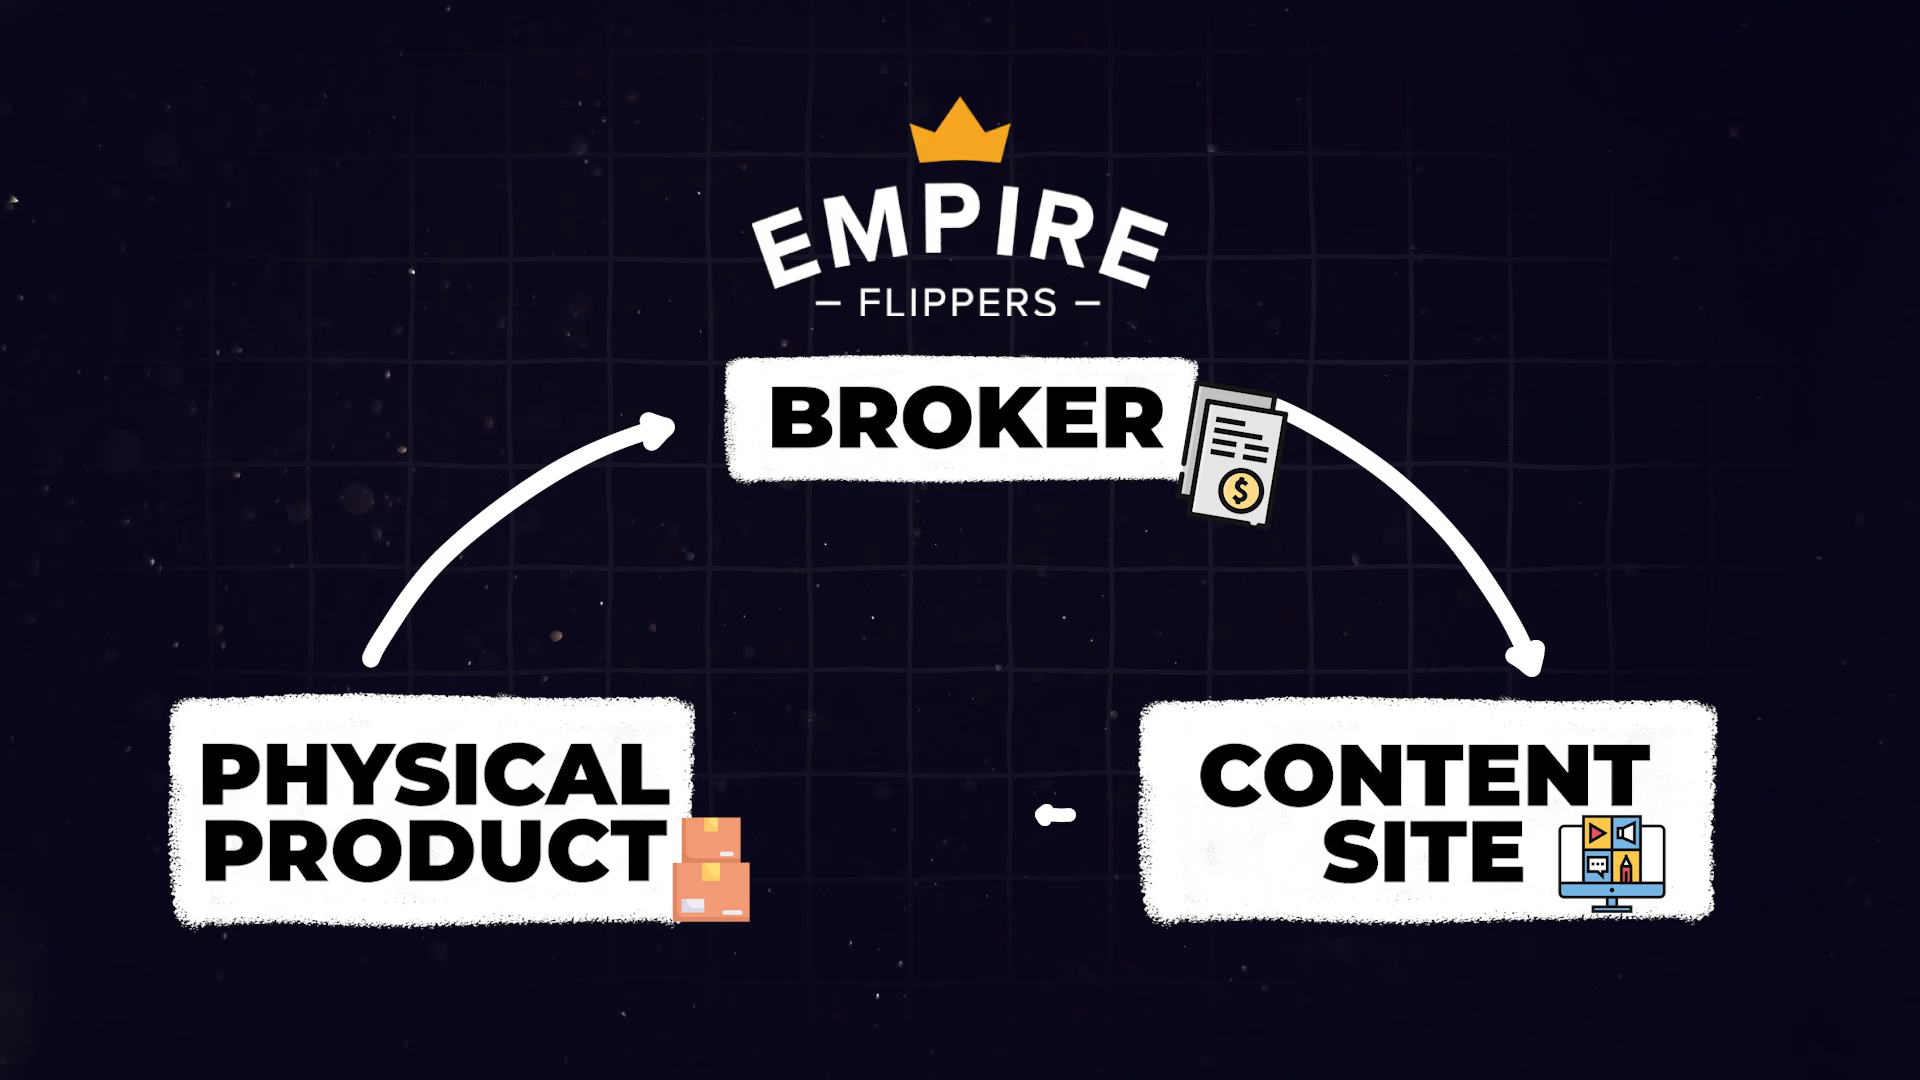 EMPIRE
– FLIPPERS –
BROKER
$
PHYSICAL
PRODUCT
CONTENT
SITE